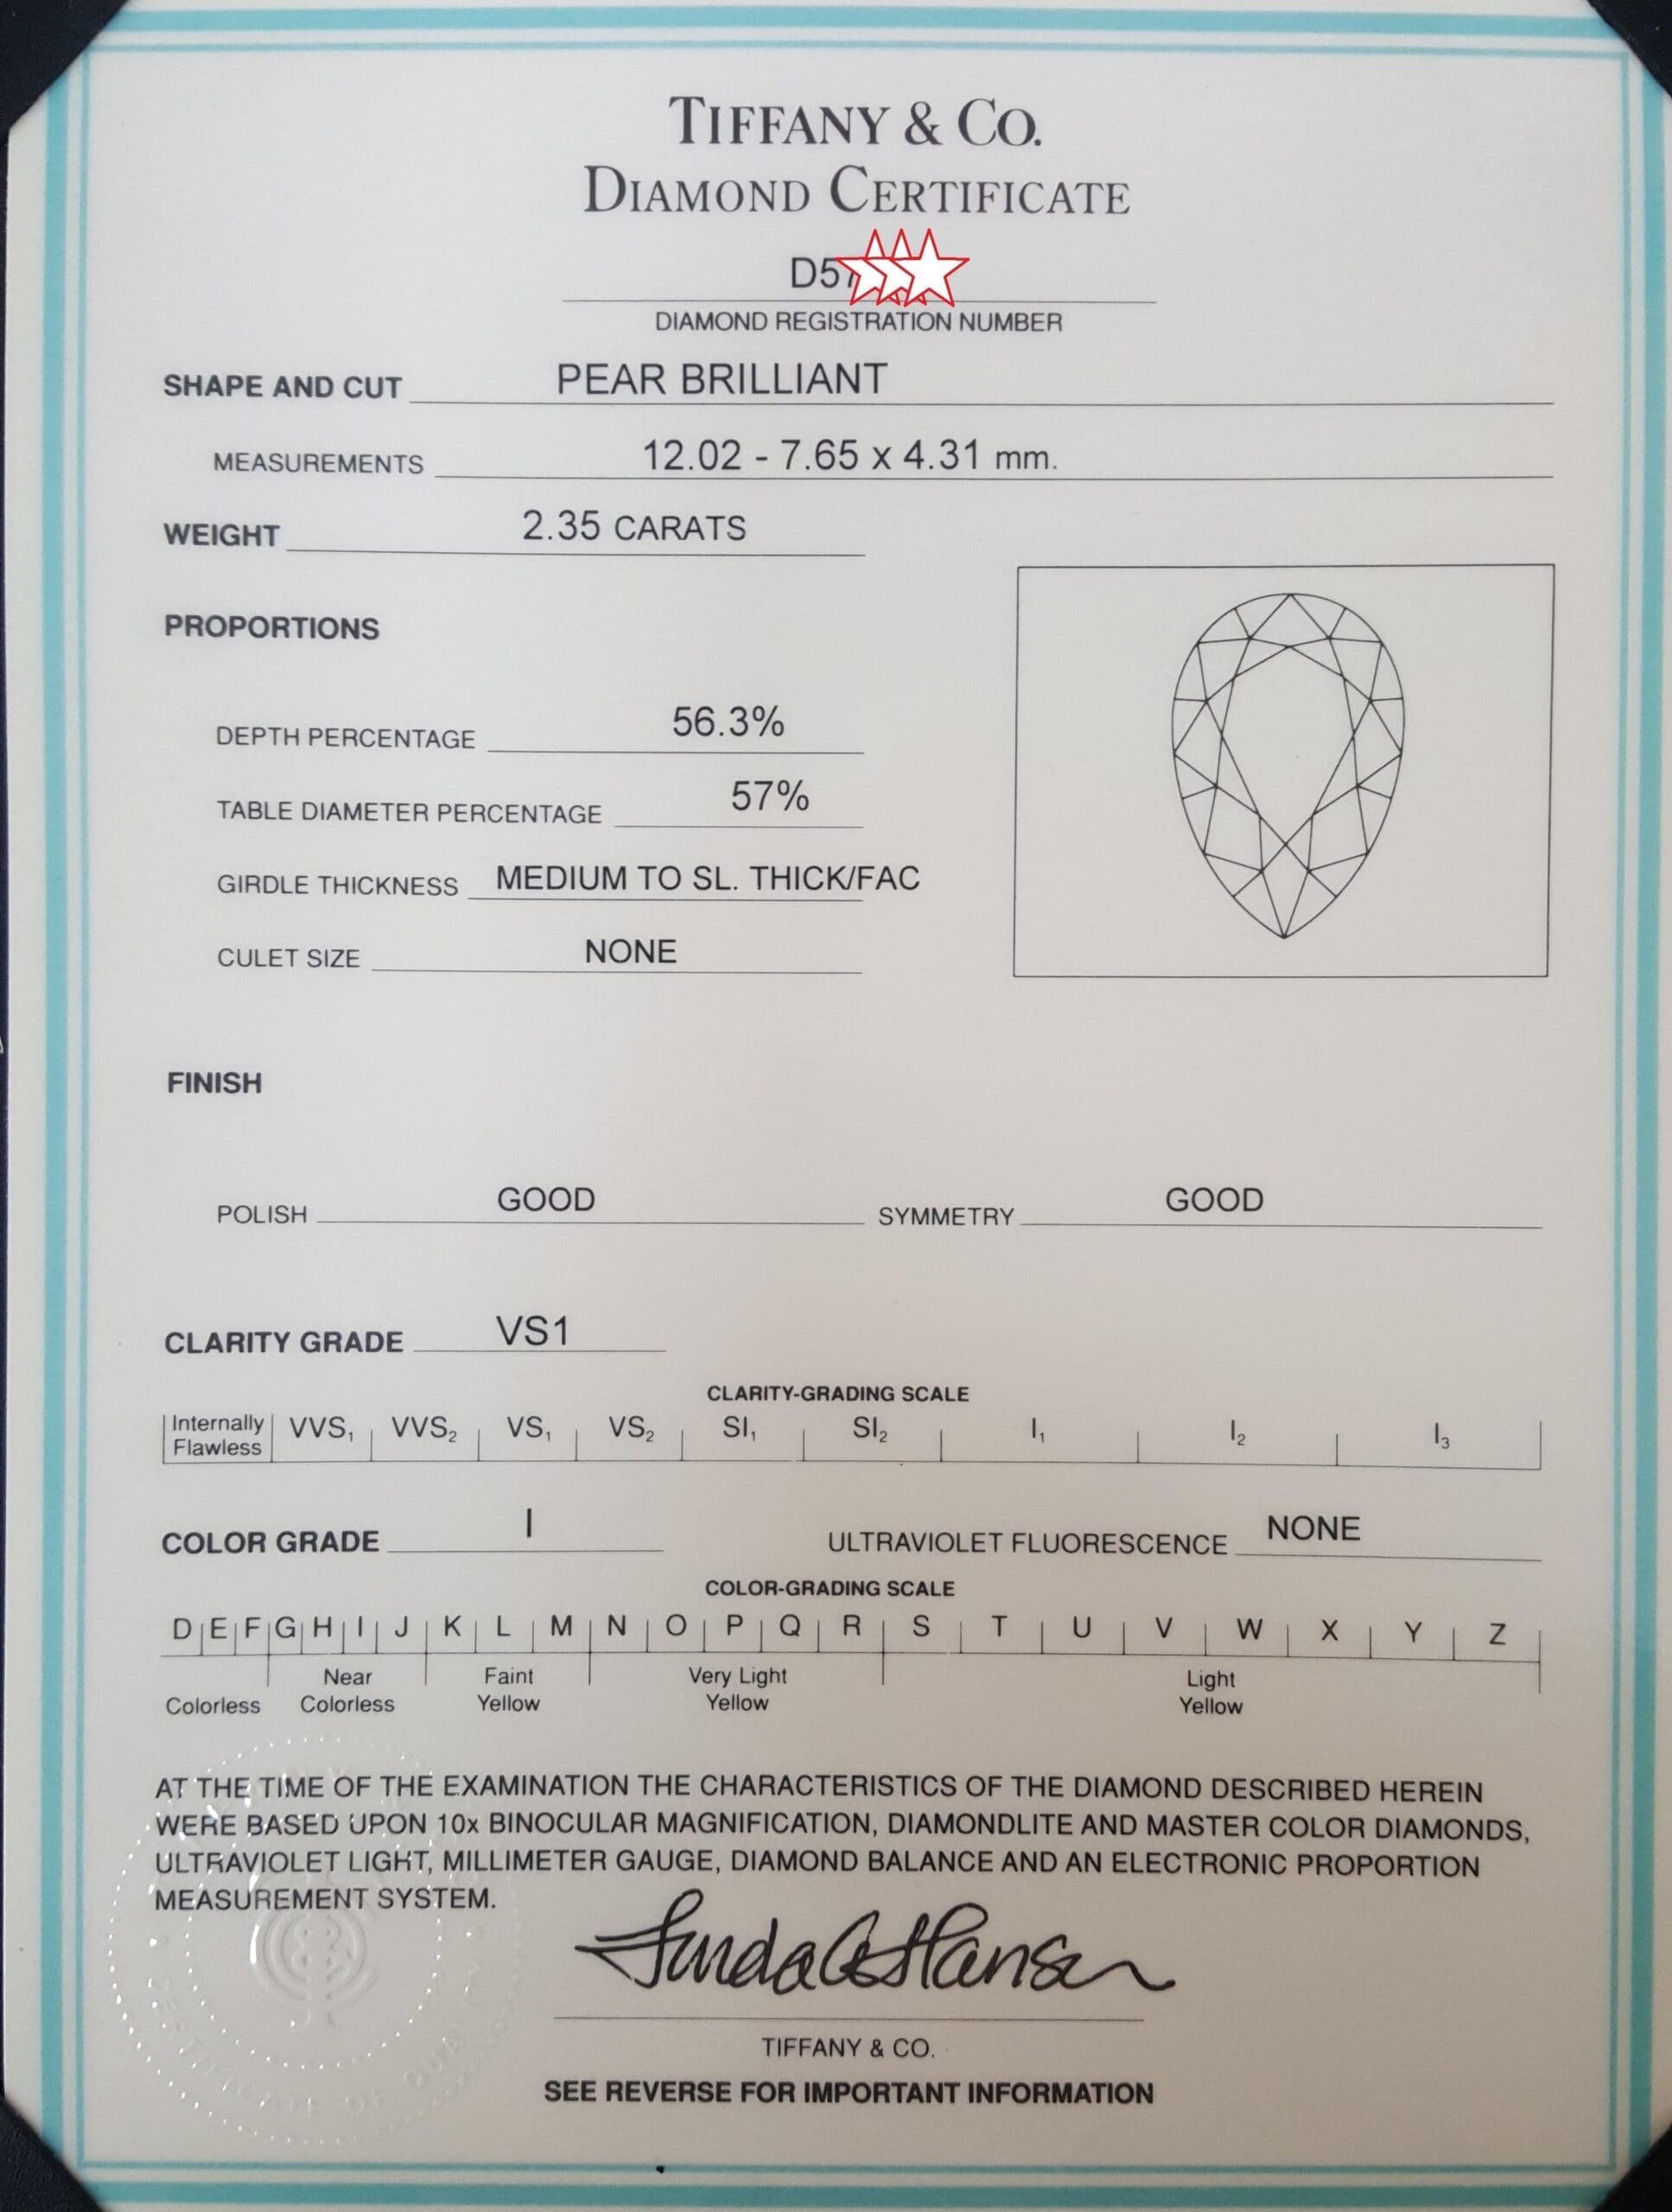 TIFFANY & CO.
DIAMOND CERTIFICATE
D5
DIAMOND REGISTRATION NUMBER
SHAPE AND CUT PEAR BRILLIANT
MEASUREMENTS 12.02 - 7.65 x 4.31 mm.
WEIGHT 2.35 CARATS
PROPORTIONS
DEPTH PERCENTAGE 56.3%
TABLE DIAMETER PERCENTAGE 57%
GIRDLE THICKNESS MEDIUM TO SL. THICK/FAC
CULET SIZE NONE
FINISH
POLISH GOOD SYMMETRY GOOD
CLARITY GRADE VS1
CLARITY-GRADING SCALE
Internally Flawless VVS₁ VVS₂ VS₁ VS₂ SI₁ SI₂ I₁ I₂ I₃
COLOR GRADE I ULTRAVIOLET FLUORESCENCE NONE
COLOR-GRADING SCALE
D E F G H I J K L M N O P Q R S T U V W X Y Z
Colorless Near Colorless Faint Yellow Very Light Yellow Light Yellow
AT THE TIME OF THE EXAMINATION THE CHARACTERISTICS OF THE DIAMOND DESCRIBED HEREIN
WERE BASED UPON 10x BINOCULAR MAGNIFICATION, DIAMONDLITE AND MASTER COLOR DIAMONDS,
ULTRAVIOLET LIGHT, MILLIMETER GAUGE, DIAMOND BALANCE AND AN ELECTRONIC PROPORTION
MEASUREMENT SYSTEM.
TIFFANY & CO.
SEE REVERSE FOR IMPORTANT INFORMATION
CERTIFICATE OF QUALITY